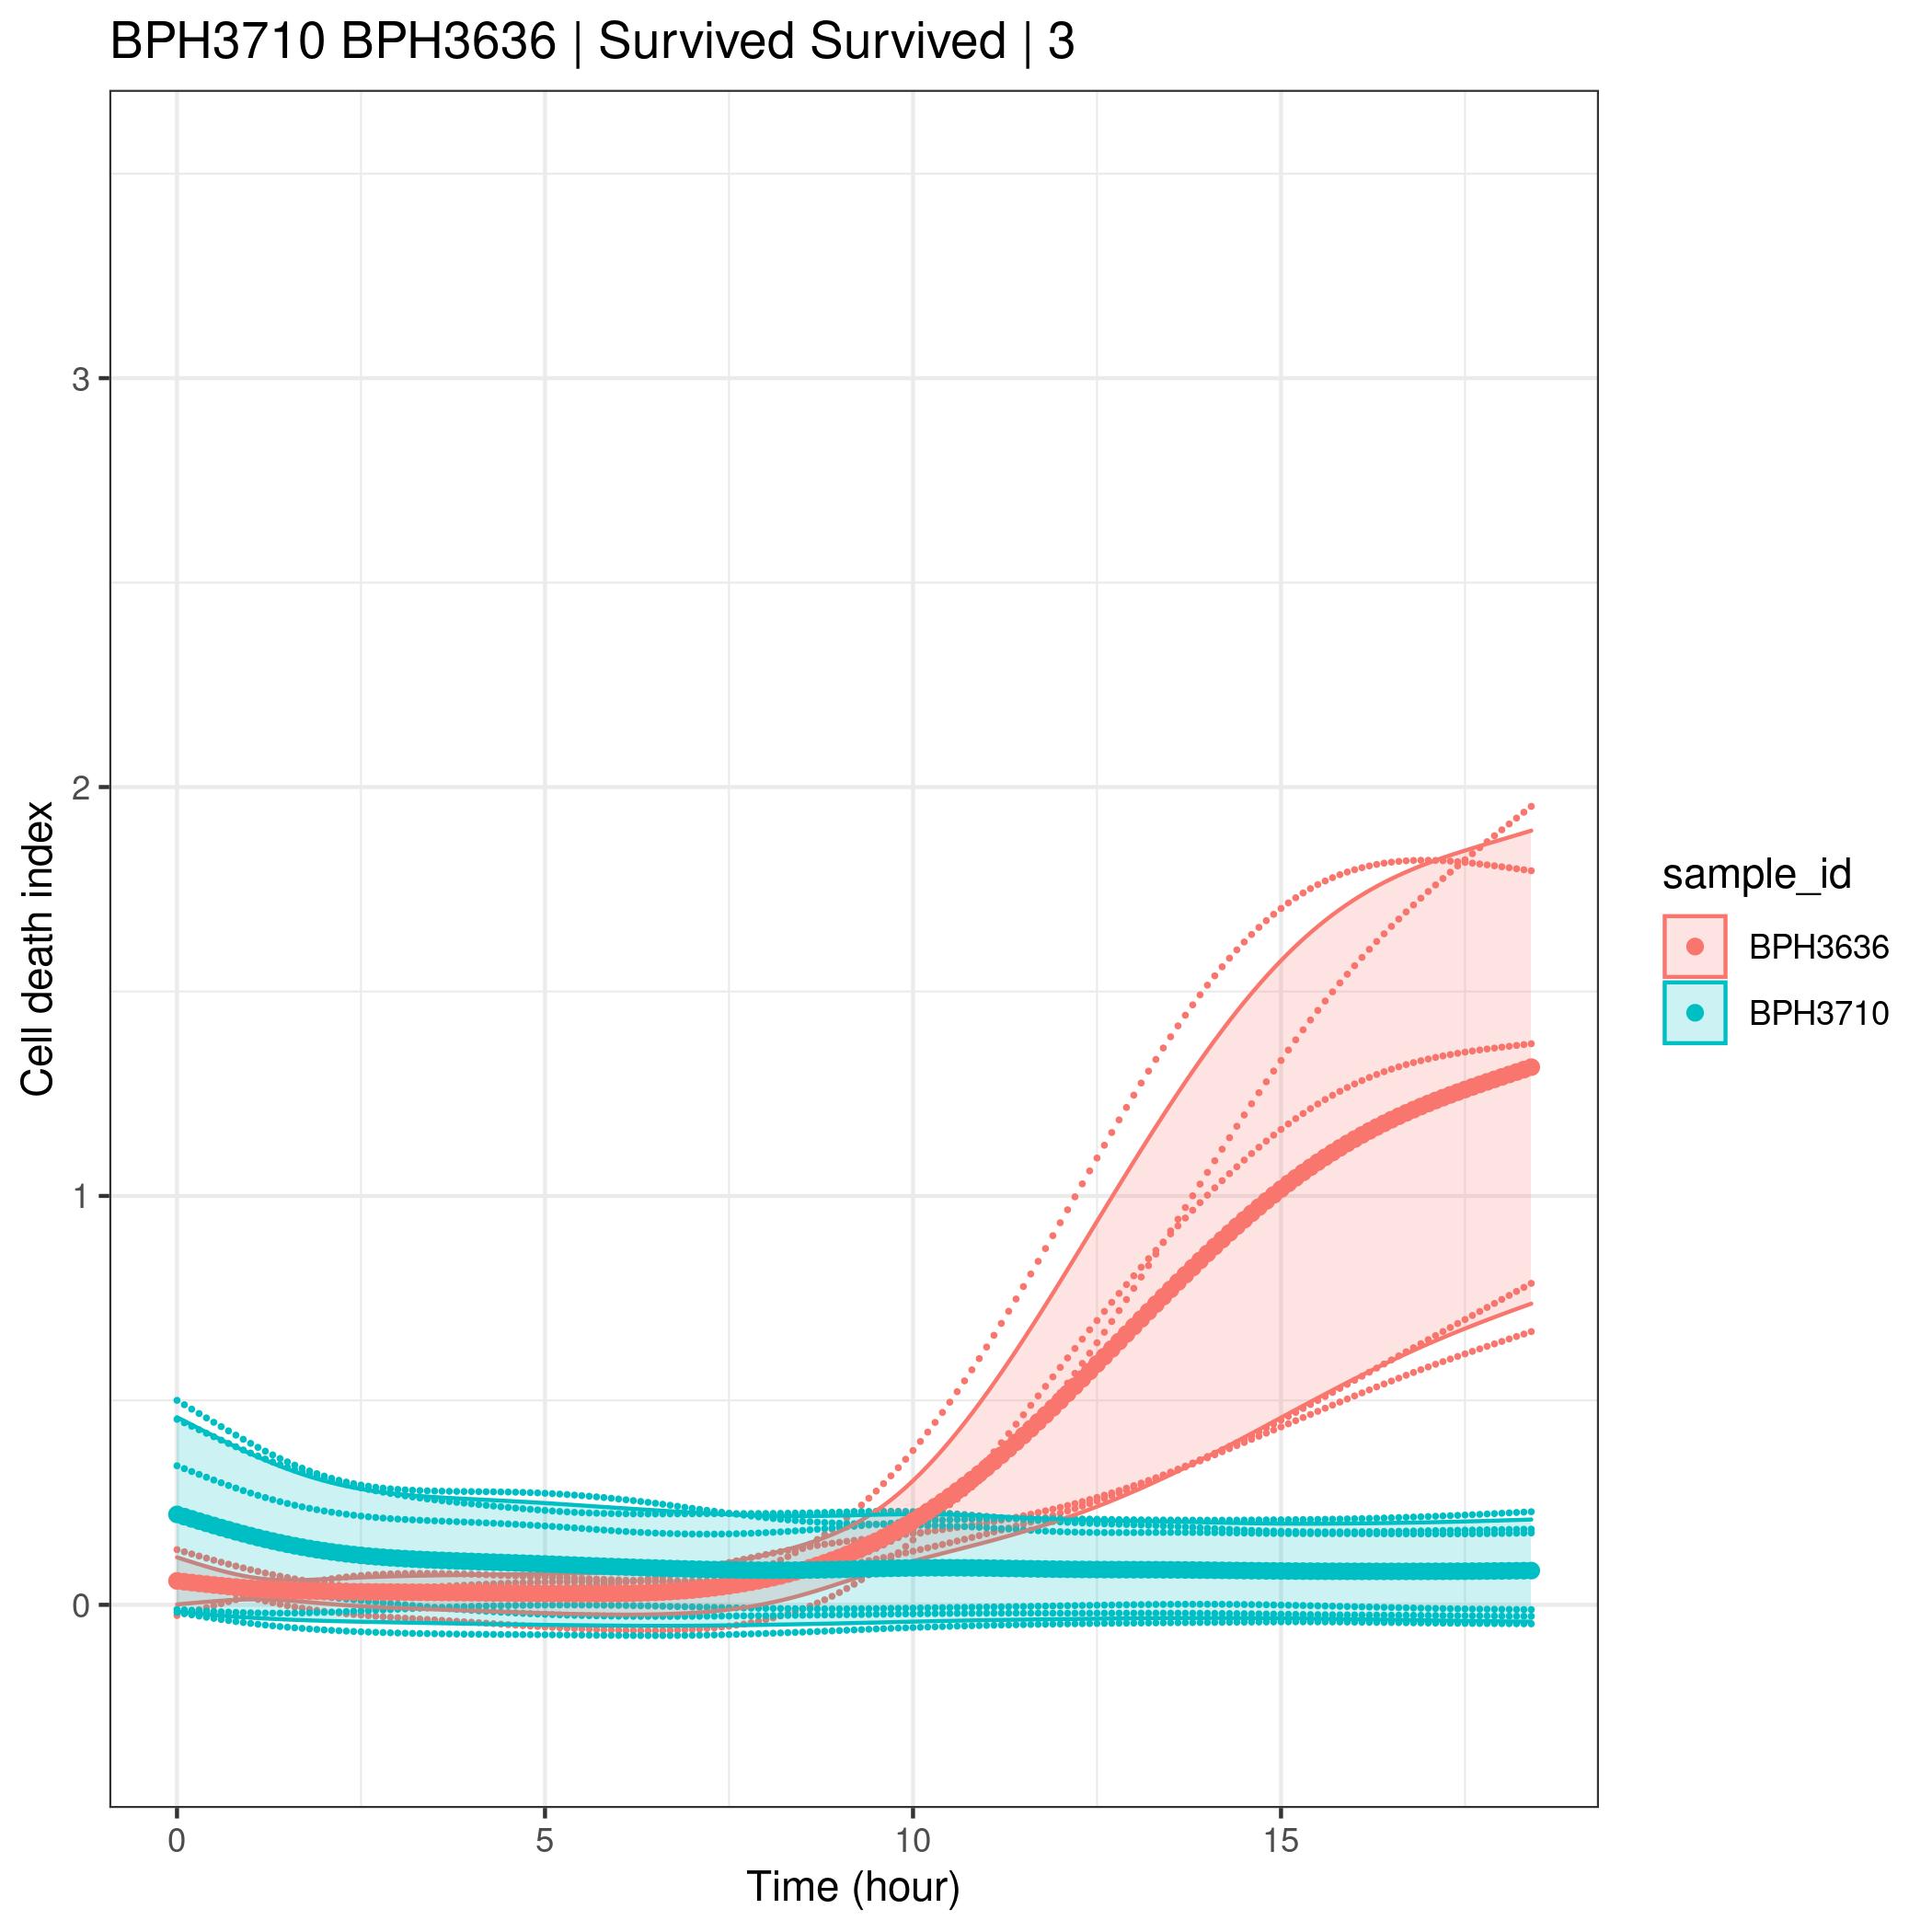 BPH3710 BPH3636 | Survived Survived | 3
Cell death index
3
2
1
0
0 5 10 15
Time (hour)
sample_id
BPH3636
BPH3710